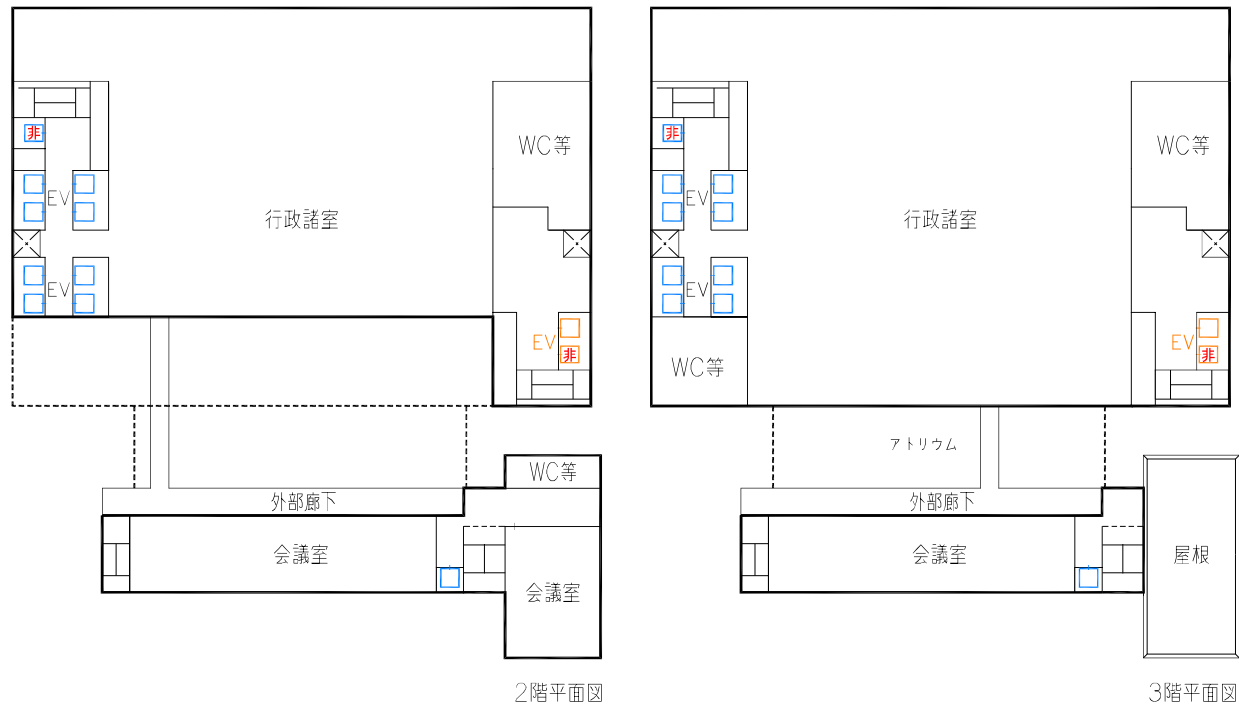 非
WC等
EV
行政諸室
EV
EV
非
WC等
外部廊下
会議室
会議室
2階平面図
非
WC等
EV
行政諸室
EV
EV
非
WC等
アトリウム
外部廊下
会議室
屋根
3階平面図